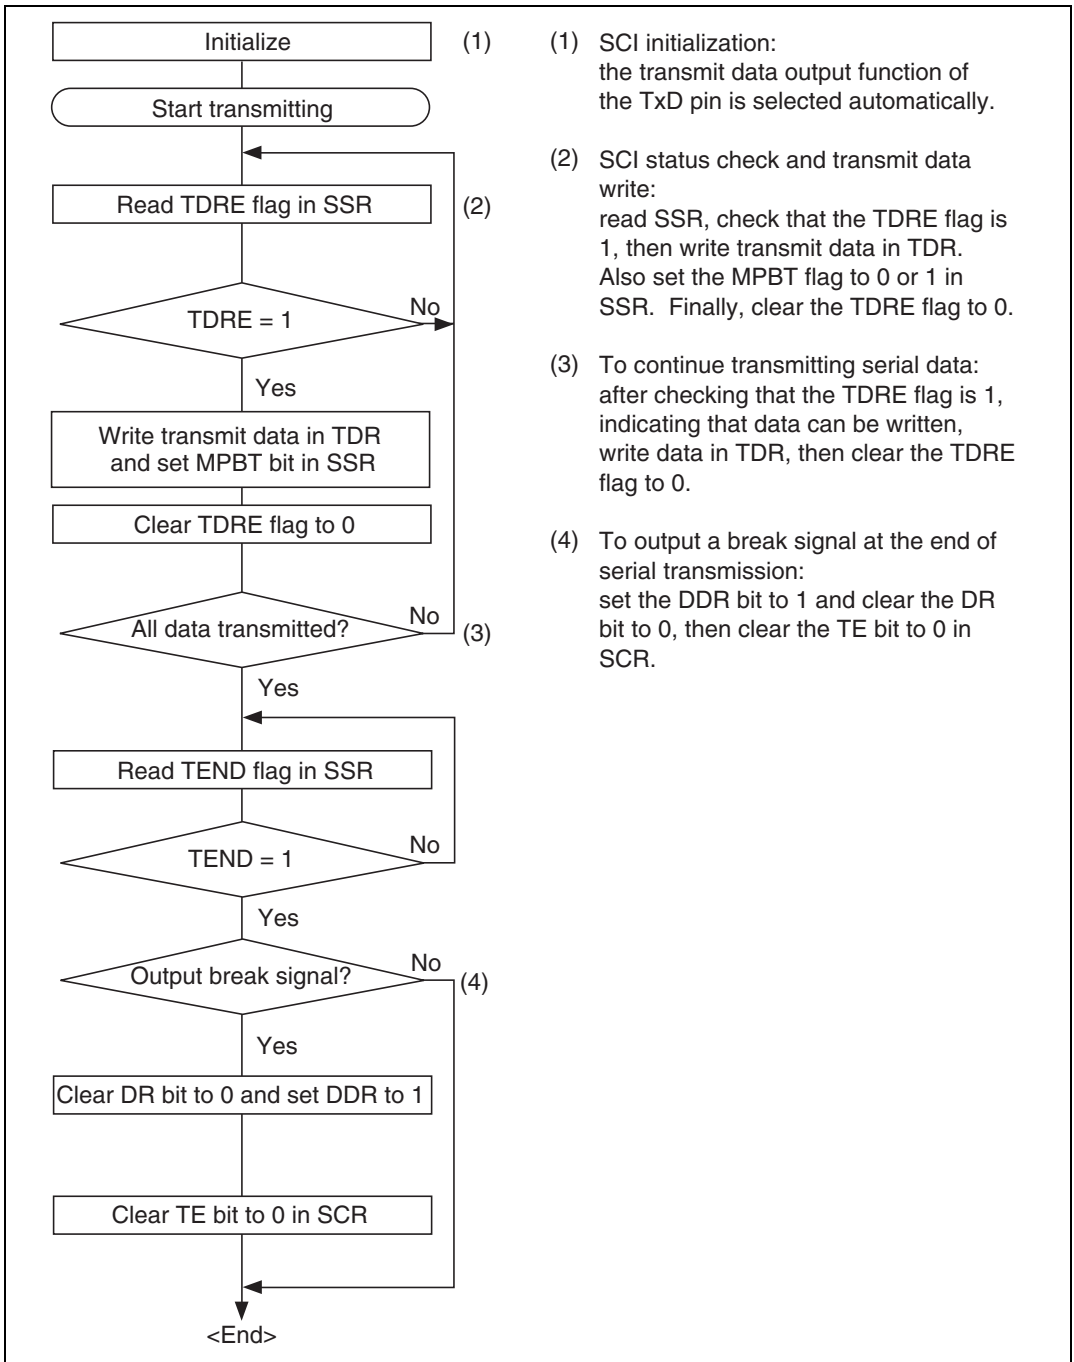 Initialize
(1)
Start transmitting
Read TDRE flag in SSR
(2)
TDRE = 1
No
Yes
Write transmit data in TDR
and set MPBT bit in SSR
Clear TDRE flag to 0
All data transmitted?
No
(3)
Yes
Read TEND flag in SSR
TEND = 1
No
Yes
Output break signal?
No
(4)
Yes
Clear DR bit to 0 and set DDR to 1
Clear TE bit to 0 in SCR
<End>
(1) SCI initialization:
the transmit data output function of
the TxD pin is selected automatically.
(2) SCI status check and transmit data
write:
read SSR, check that the TDRE flag is
1, then write transmit data in TDR.
Also set the MPBT flag to 0 or 1 in
SSR.  Finally, clear the TDRE flag to 0.
(3) To continue transmitting serial data:
after checking that the TDRE flag is 1,
indicating that data can be written,
write data in TDR, then clear the TDRE
flag to 0.
(4) To output a break signal at the end of
serial transmission:
set the DDR bit to 1 and clear the DR
bit to 0, then clear the TE bit to 0 in
SCR.